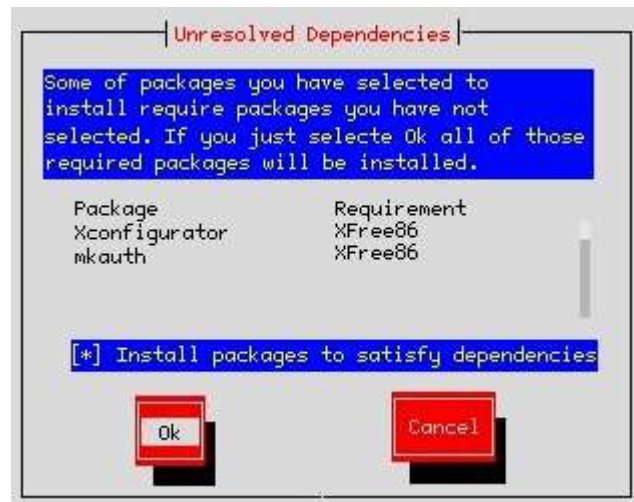 Unresolved Dependencies
Some of packages you have selected to
install require packages you have not
selected. If you just selecte Ok all of those
required packages will be installed.
Package Requirement
Xconfigurator XFree86
mkauth XFree86
[*] Install packages to satisfy dependencies
Ok Cancel